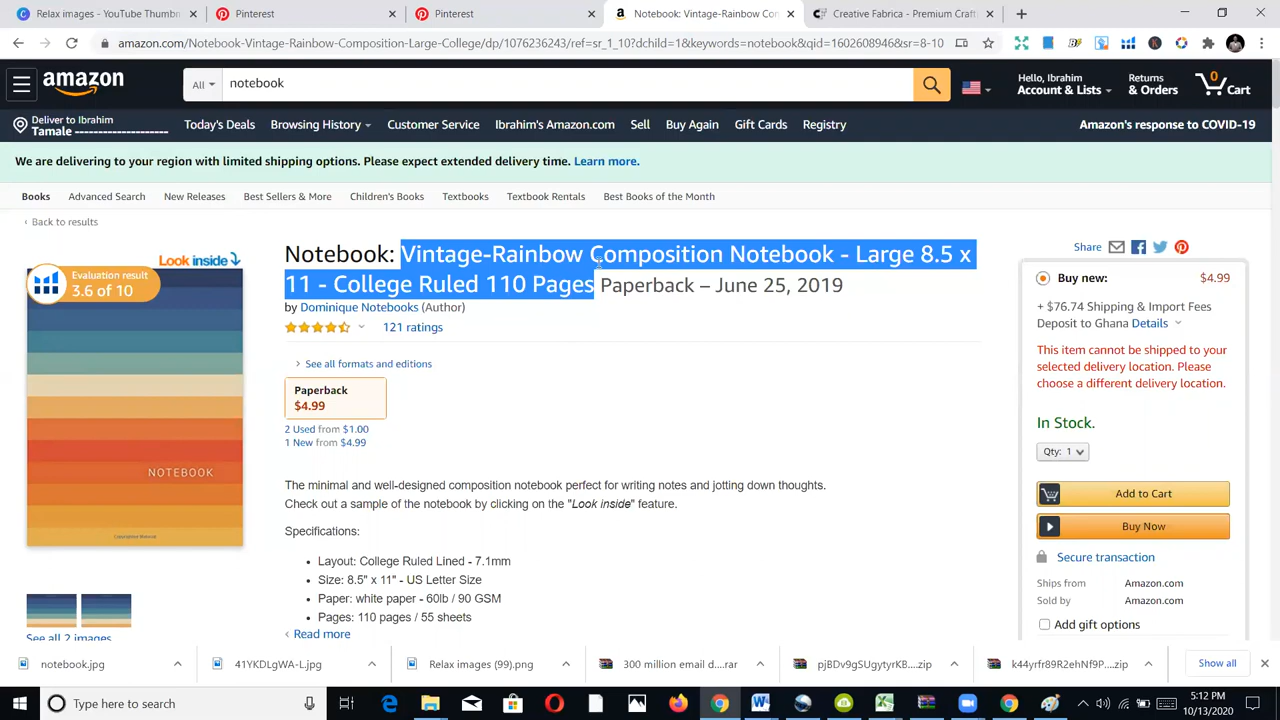 Relax images - YouTube Thumbn
Pinterest
Pinterest
Notebook: Vintage-Rainbow Con
Creative Fabrica - Premium Craft
amazon.com/Notebook-Vintage-Rainbow-Composition-Large-College/dp/1076236243/ref=sr_1_10?dchild=1&keywords=notebook&qid=1602608946&sr=8-10
amazon
All
notebook
Hello, Ibrahim
Account & Lists
Returns
& Orders
0
Cart
Deliver to Ibrahim
Tamale
Today's Deals
Browsing History
Customer Service
Ibrahim's Amazon.com
Sell
Buy Again
Gift Cards
Registry
Amazon's response to COVID-19
We are delivering to your region with limited shipping options. Please expect extended delivery time. Learn more.
Books
Advanced Search
New Releases
Best Sellers & More
Children's Books
Textbooks
Textbook Rentals
Best Books of the Month
‹ Back to results
Look inside
Evaluation result
3.6 of 10
NOTEBOOK
See all 2 images
Notebook: Vintage-Rainbow Composition Notebook - Large 8.5 x
11 - College Ruled 110 Pages Paperback – June 25, 2019
by Dominique Notebooks (Author)
121 ratings
› See all formats and editions
Paperback
$4.99
2 Used from $1.00
1 New from $4.99
The minimal and well-designed composition notebook perfect for writing notes and jotting down thoughts.
Check out a sample of the notebook by clicking on the "Look inside" feature.
Specifications:
• Layout: College Ruled Lined - 7.1mm
• Size: 8.5" x 11" - US Letter Size
• Paper: white paper - 60lb / 90 GSM
• Pages: 110 pages / 55 sheets
‹ Read more
Share
Buy new:
$4.99
+ $76.74 Shipping & Import Fees
Deposit to Ghana Details
This item cannot be shipped to your
selected delivery location. Please
choose a different delivery location.
In Stock.
Qty: 1
Add to Cart
Buy Now
Secure transaction
Ships from
Amazon.com
Sold by
Amazon.com
Add gift options
notebook.jpg
41YKDLgWA-L.jpg
Relax images (99).png
300 million email d....rar
pjBDv9gSUgytyrKB....zip
k44yrfr89R2ehNf9P....zip
Show all
Type here to search
5:12 PM
10/13/2020